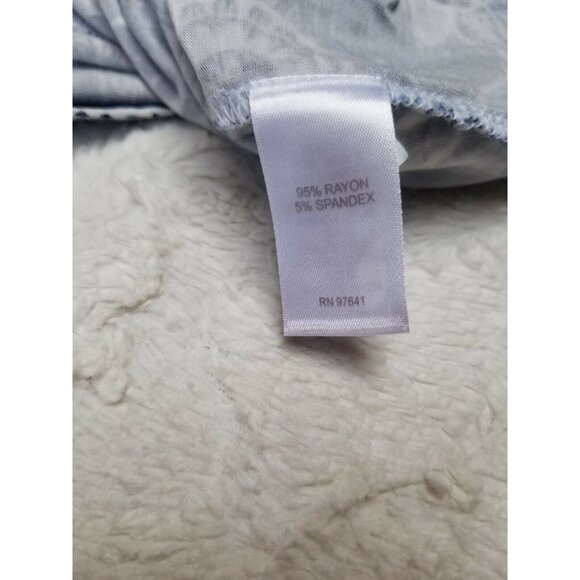 95% RAYON
5% SPANDEX
RN 97641